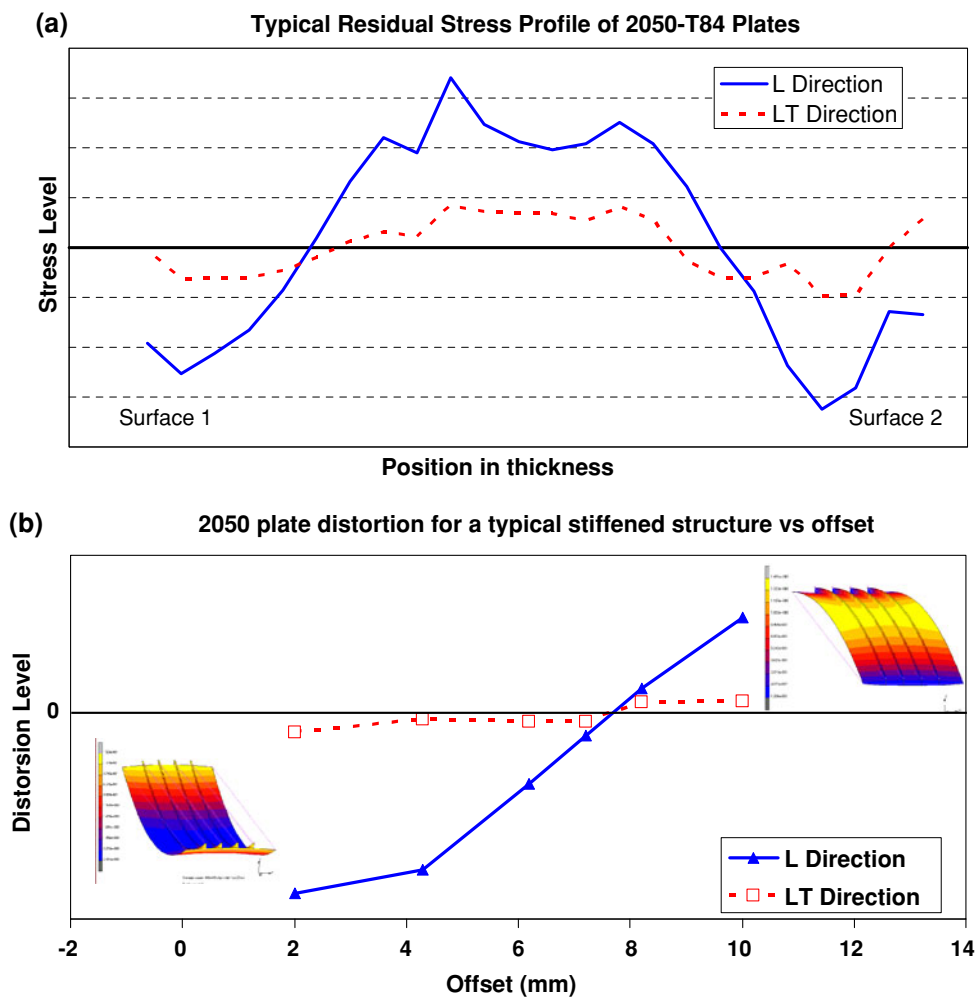 (a)
Typical Residual Stress Profile of 2050-T84 Plates
L Direction
LT Direction
Stress Level
Surface 1
Surface 2
Position in thickness
(b)
2050 plate distortion for a typical stiffened structure vs offset
Distorsion Level
0
L Direction
LT Direction
-2 0 2 4 6 8 10 12 14
Offset (mm)